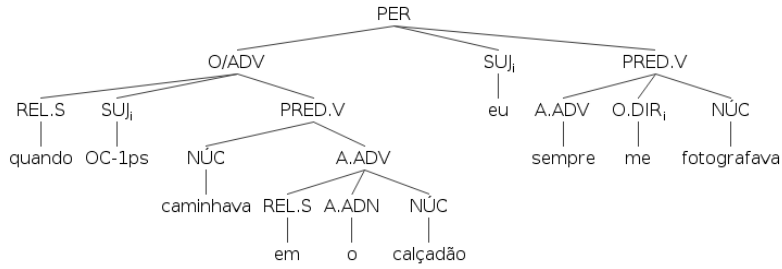 PER
O/ADV SUJi PRED.V
REL.S SUJi PRED.V eu A.ADV O.DIRi NÚC
quando OC-1ps NÚC A.ADV sempre me fotografava
caminhava REL.S A.ADN NÚC
em o calçadão